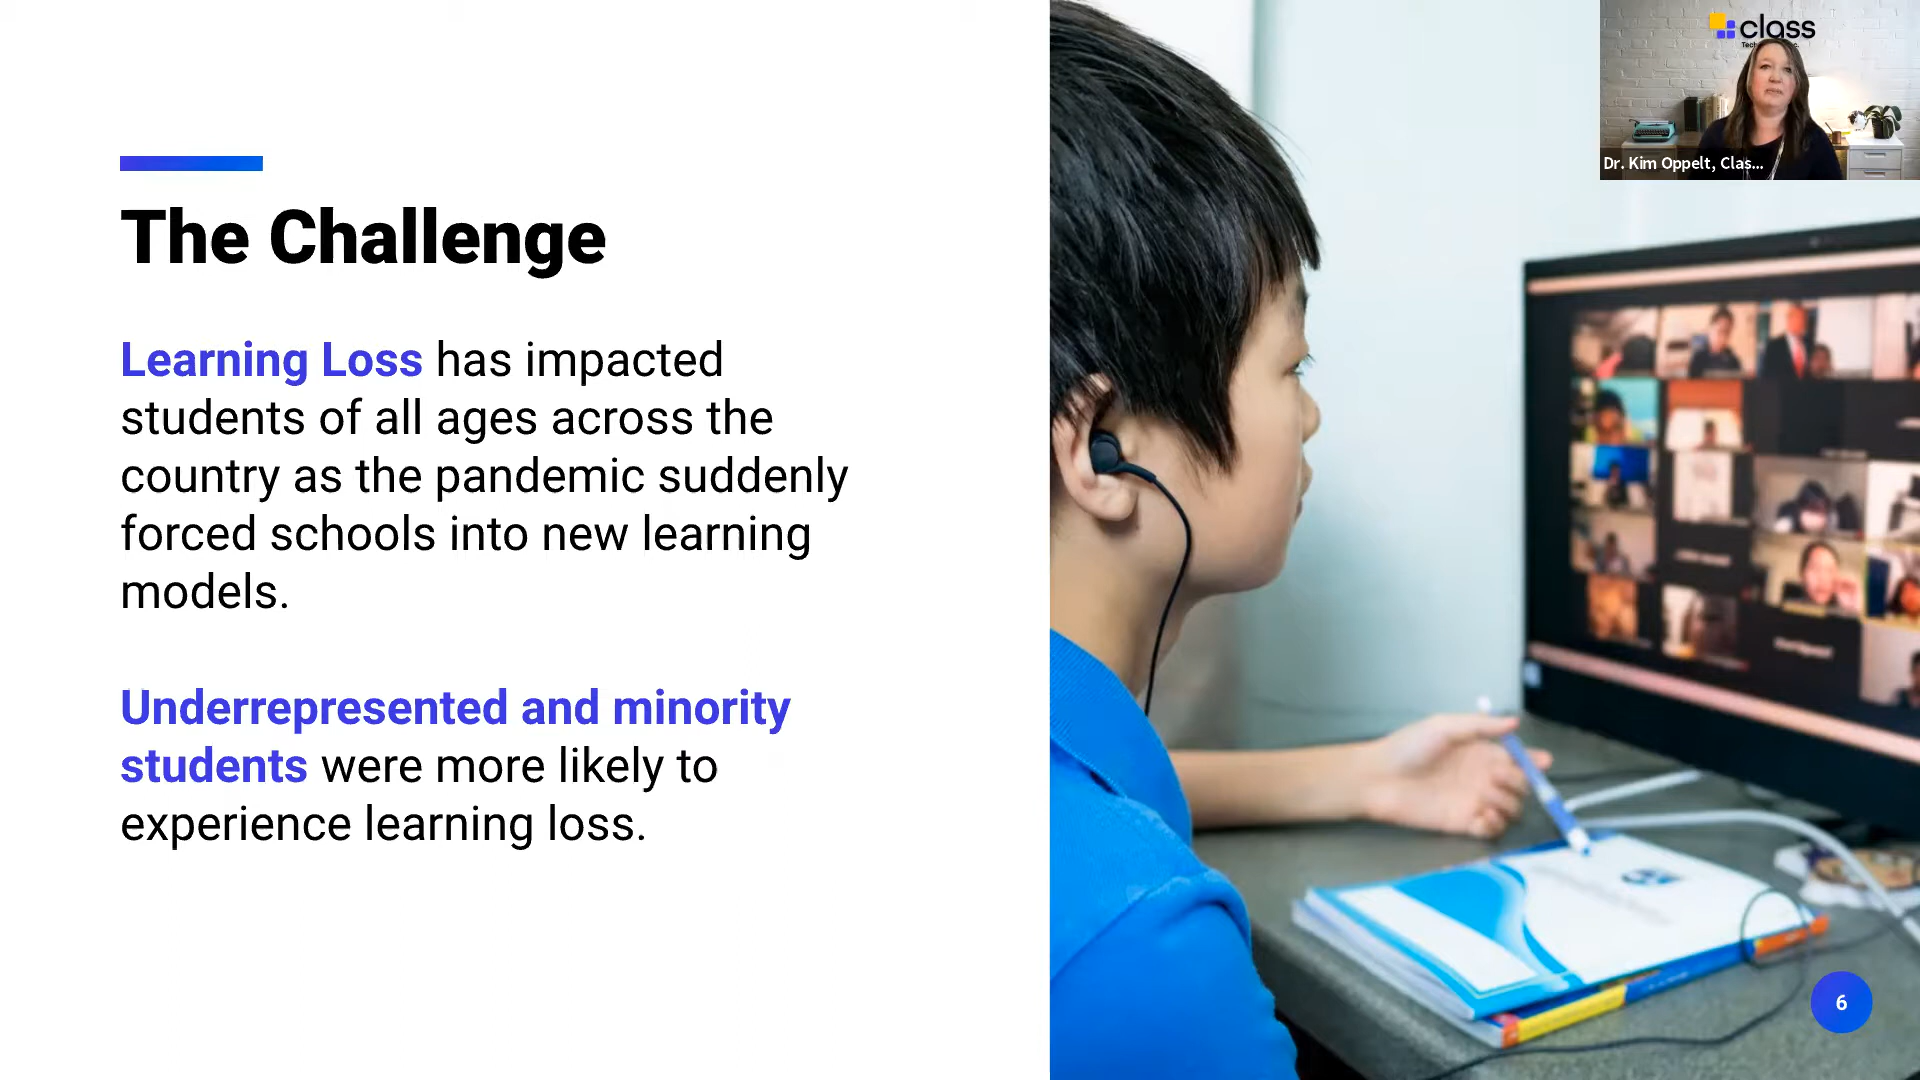 The Challenge
Learning Loss has impacted
students of all ages across the
country as the pandemic suddenly
forced schools into new learning
models.
Underrepresented and minority
students were more likely to
experience learning loss.
class
Dr. Kim Oppelt, Clas...
6